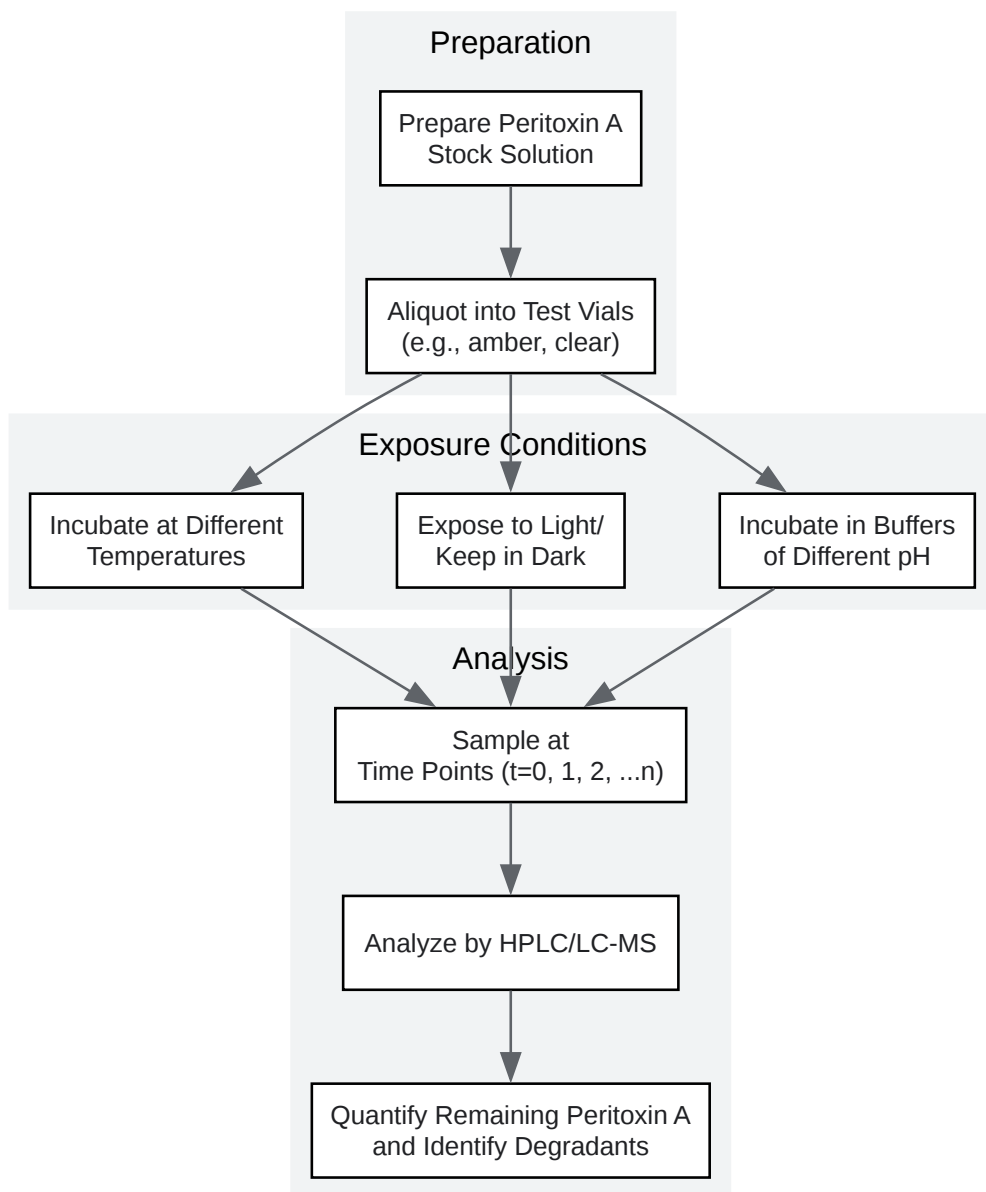 Preparation
Prepare Peritoxin A
Stock Solution
Aliquot into Test Vials
(e.g., amber, clear)
Exposure Conditions
Incubate at Different
Temperatures
Expose to Light/
Keep in Dark
Incubate in Buffers
of Different pH
Analysis
Sample at
Time Points (t=0, 1, 2, ...n)
Analyze by HPLC/LC-MS
Quantify Remaining Peritoxin A
and Identify Degradants